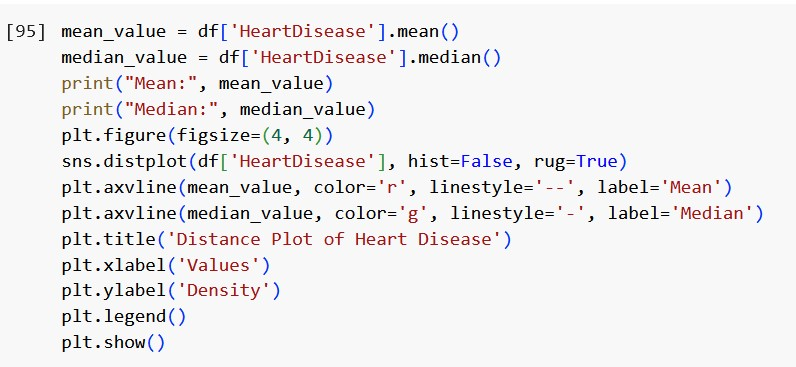 [95] mean_value = df['HeartDisease'].mean()
median_value = df['HeartDisease'].median()
print("Mean:", mean_value)
print("Median:", median_value)
plt.figure(figsize=(4, 4))
sns.distplot(df['HeartDisease'], hist=False, rug=True)
plt.axvline(mean_value, color='r', linestyle='--', label='Mean')
plt.axvline(median_value, color='g', linestyle='-', label='Median')
plt.title('Distance Plot of Heart Disease')
plt.xlabel('Values')
plt.ylabel('Density')
plt.legend()
plt.show()